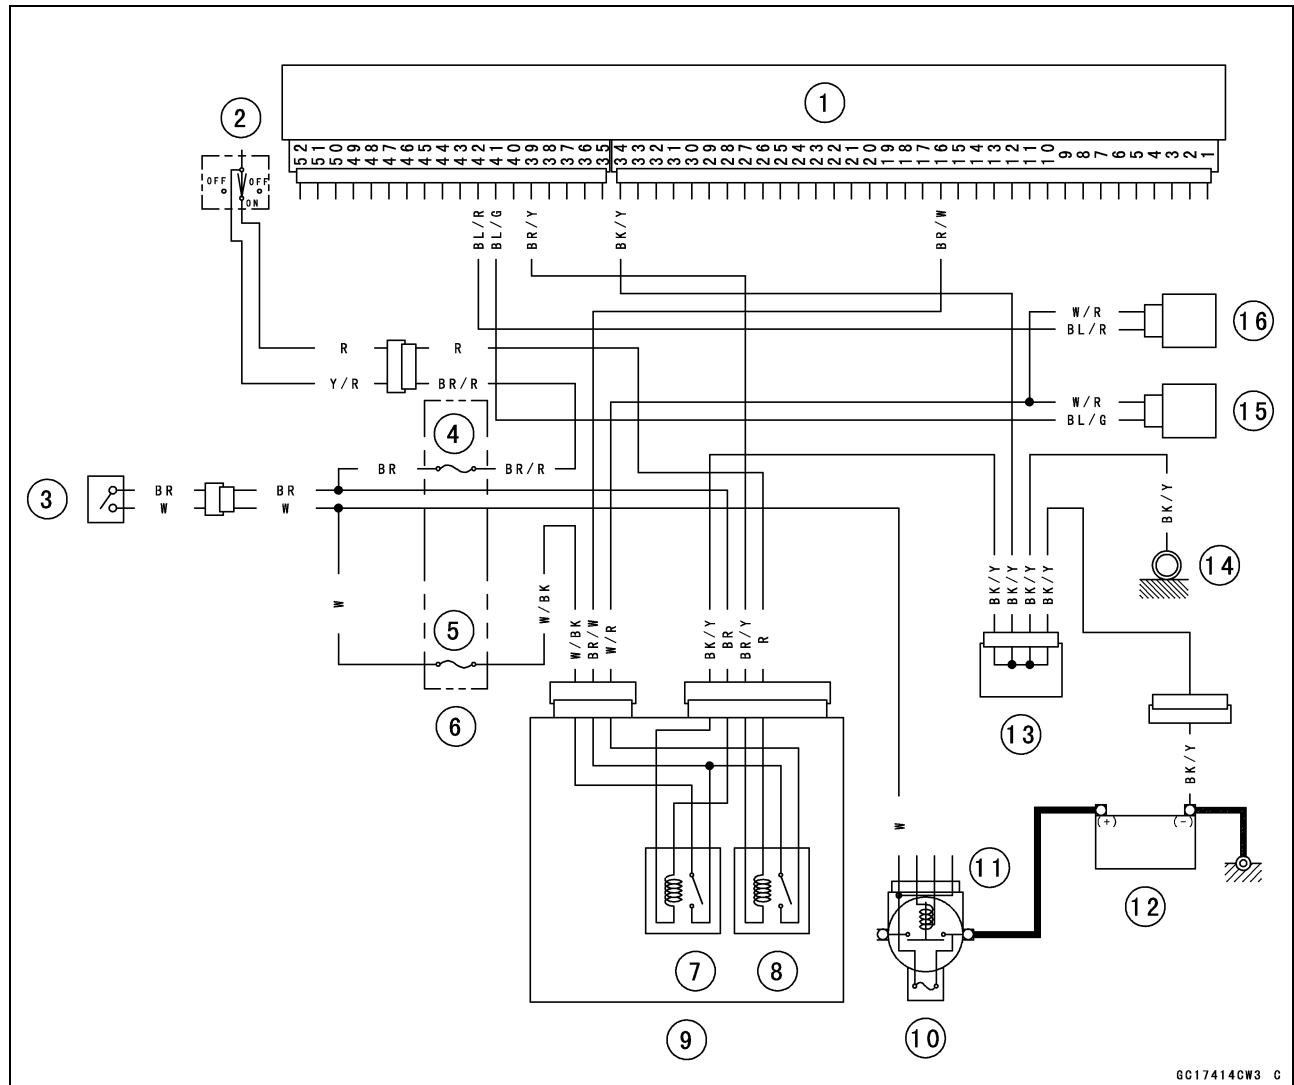 1
2
52 51 50 49 48 47 46 45 44 43 42 41 40 39 38 37 36 35 34 33 32 31 30 29 28 27 26 25 24 23 22 21 20 19 18 17 16 15 14 13 12 11 10 9 8 7 6 5 4 3 2 1
OFF OFF
ON
BL/R BL/G BR/Y BK/Y BR/W
W/R
BL/R
16
R R
Y/R BR/R
W/R
BL/G
15
4
BR BR/R
3
BR BR
W W
BK/Y
14
W
W/BK
BK/Y BK/Y BK/Y BK/Y
5
W/BK BR/W W/R BK/Y BR BR/Y R
6
13
BK/Y
W
(+) (-)
11
12
7
8
9
10
GC17414CW3 C